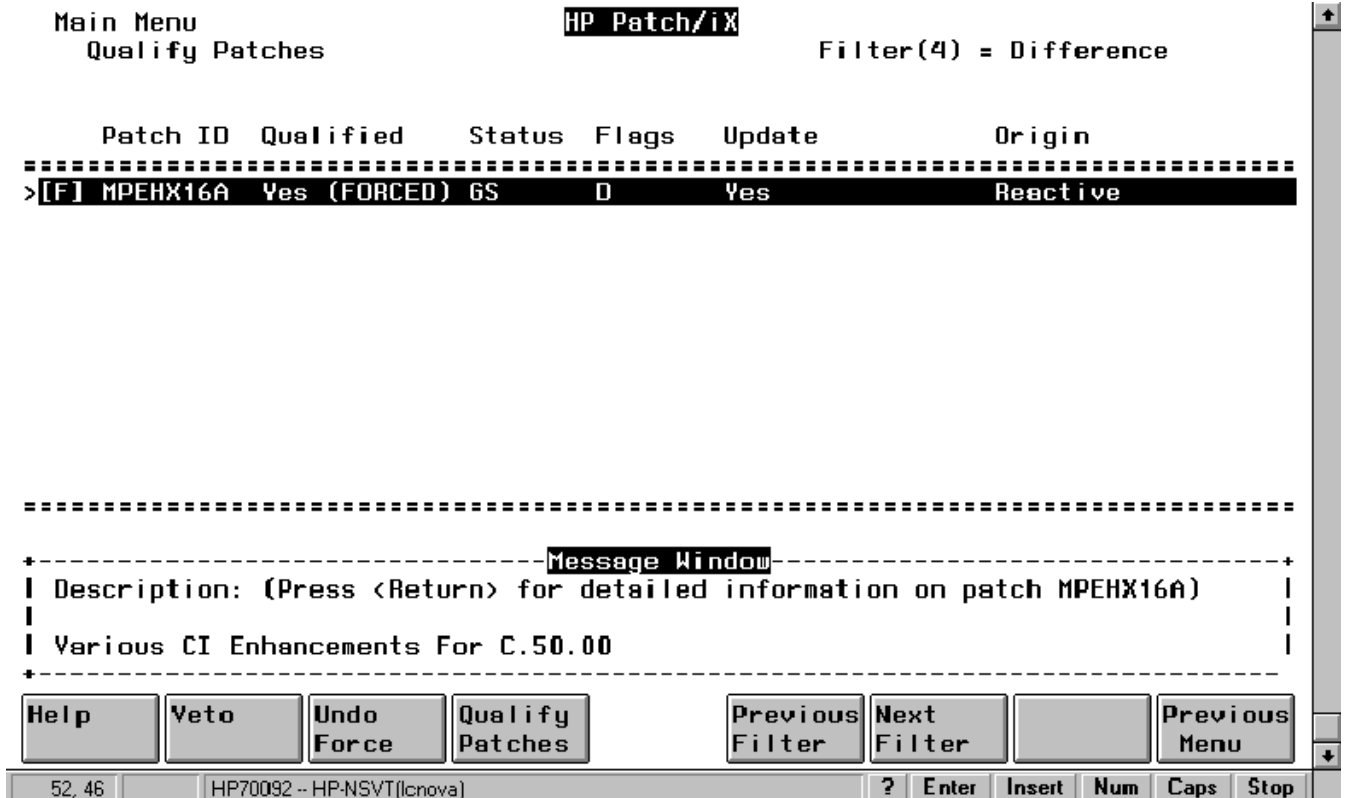 Main Menu HP Patch/iX
Qualify Patches Filter(4) = Difference
Patch ID Qualified Status Flags Update Origin
================================================================================
>[F] MPEHX16A Yes (FORCED) GS D Yes Reactive
================================================================================
+--------------------------------Message Window--------------------------------+
| Description: (Press <Return> for detailed information on patch MPEHX16A) |
| |
| Various CI Enhancements For C.50.00 |
+------------------------------------------------------------------------------
Help Veto Undo Force Qualify Patches Previous Filter Next Filter Previous Menu
52, 46 HP70092 -- HP-NSVT(lcnova) ? Enter Insert Num Caps Stop